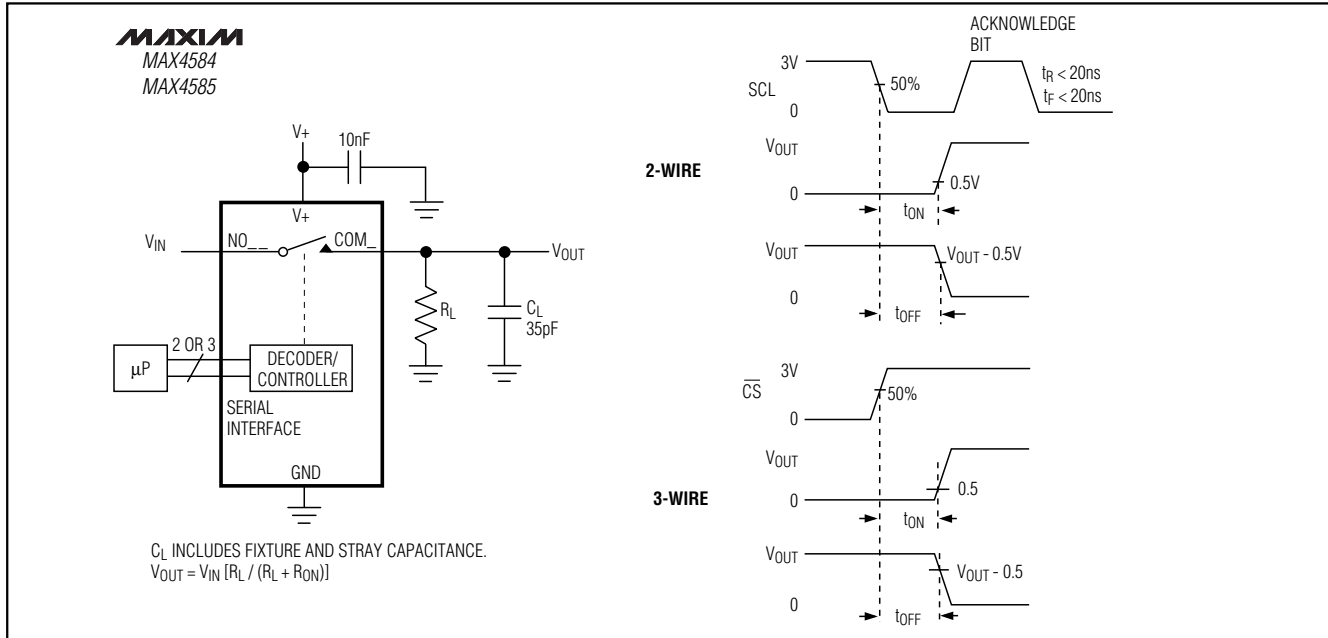 MAXIM
MAX4584
MAX4585
V+
10nF
V+
VIN
NO__
COM_
VOUT
RL
CL
35pF
2 OR 3
µP
DECODER/
CONTROLLER
SERIAL
INTERFACE
GND
CL INCLUDES FIXTURE AND STRAY CAPACITANCE.
VOUT = VIN [RL / (RL + RON)]
2-WIRE
ACKNOWLEDGE
BIT
3V
SCL
0
50%
tR < 20ns
tF < 20ns
VOUT
0
0.5V
tON
VOUT
0
VOUT - 0.5V
tOFF
3-WIRE
3V
CS
0
50%
VOUT
0
0.5
tON
VOUT
0
VOUT - 0.5
tOFF